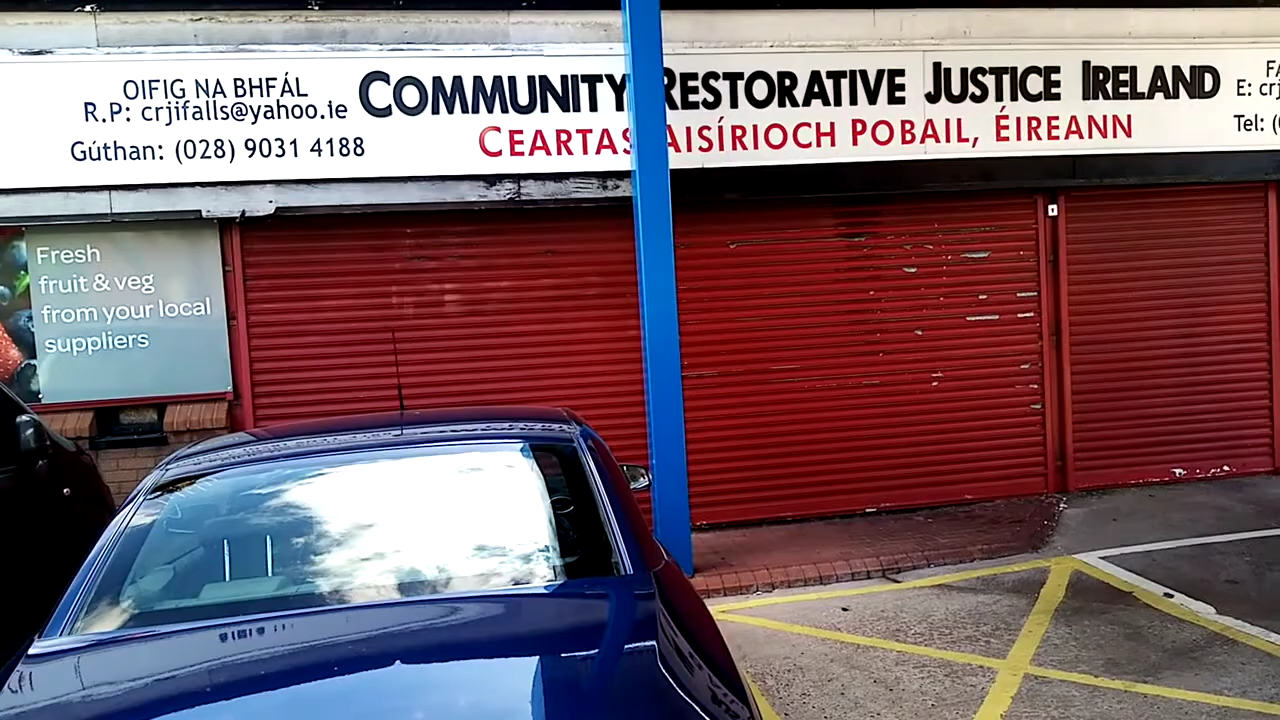 OIFIG NA BHFÁL
R.P: crjifalls@yahoo.ie
Gúthan: (028) 9031 4188
COMMUNITY RESTORATIVE JUSTICE IRELAND
CEARTAS AISÍRIOCH POBAIL, ÉIREANN
E:
Tel:
Fresh
fruit & veg
from your local
suppliers